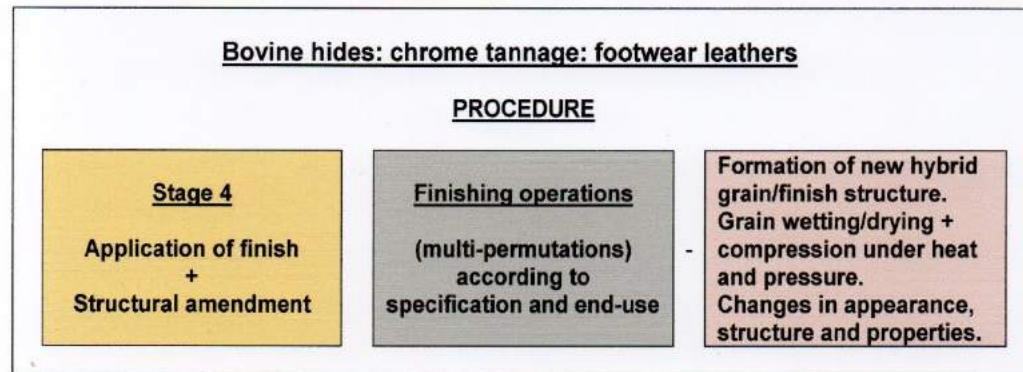 Bovine hides: chrome tannage: footwear leathers
PROCEDURE
Stage 4
Application of finish
+
Structural amendment
Finishing operations
(multi-permutations)
according to
specification and end-use
-
Formation of new hybrid
grain/finish structure.
Grain wetting/drying +
compression under heat
and pressure.
Changes in appearance,
structure and properties.